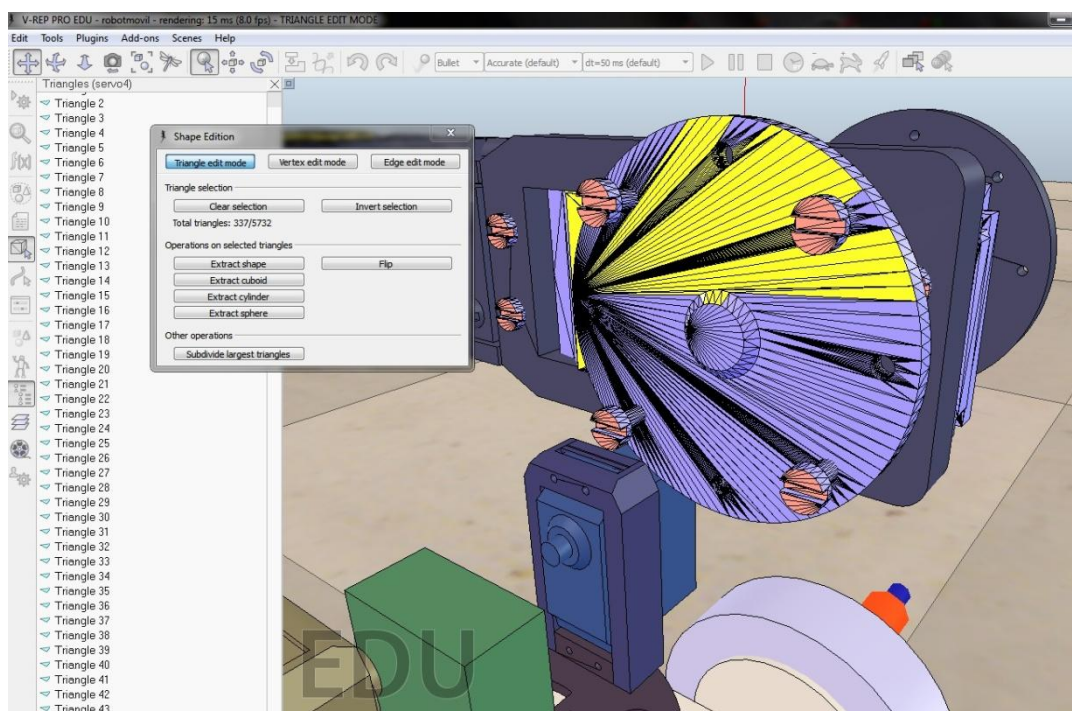 V-REP PRO EDU - robotmovil - rendering: 15 ms (8.0 fps) - TRIANGLE EDIT MODE
Edit Tools Plugins Add-ons Scenes Help
Bullet Accurate (default) dt=50 ms (default)
Triangles (servo4)
Triangle 2
Triangle 3
Triangle 4
Triangle 5
Triangle 6
Triangle 7
Triangle 8
Triangle 9
Triangle 10
Triangle 11
Triangle 12
Triangle 13
Triangle 14
Triangle 15
Triangle 16
Triangle 17
Triangle 18
Triangle 19
Triangle 20
Triangle 21
Triangle 22
Triangle 23
Triangle 24
Triangle 25
Triangle 26
Triangle 27
Triangle 28
Triangle 29
Triangle 30
Triangle 31
Triangle 32
Triangle 33
Triangle 34
Triangle 35
Triangle 36
Triangle 37
Triangle 38
Triangle 39
Triangle 40
Triangle 41
Triangle 42
Triangle 43
Shape Edition
Triangle edit mode Vertex edit mode Edge edit mode
Triangle selection
Clear selection Invert selection
Total triangles: 337/5732
Operations on selected triangles
Extract shape Flip
Extract cuboid
Extract cylinder
Extract sphere
Other operations
Subdivide largest triangles
f(x)
EDU